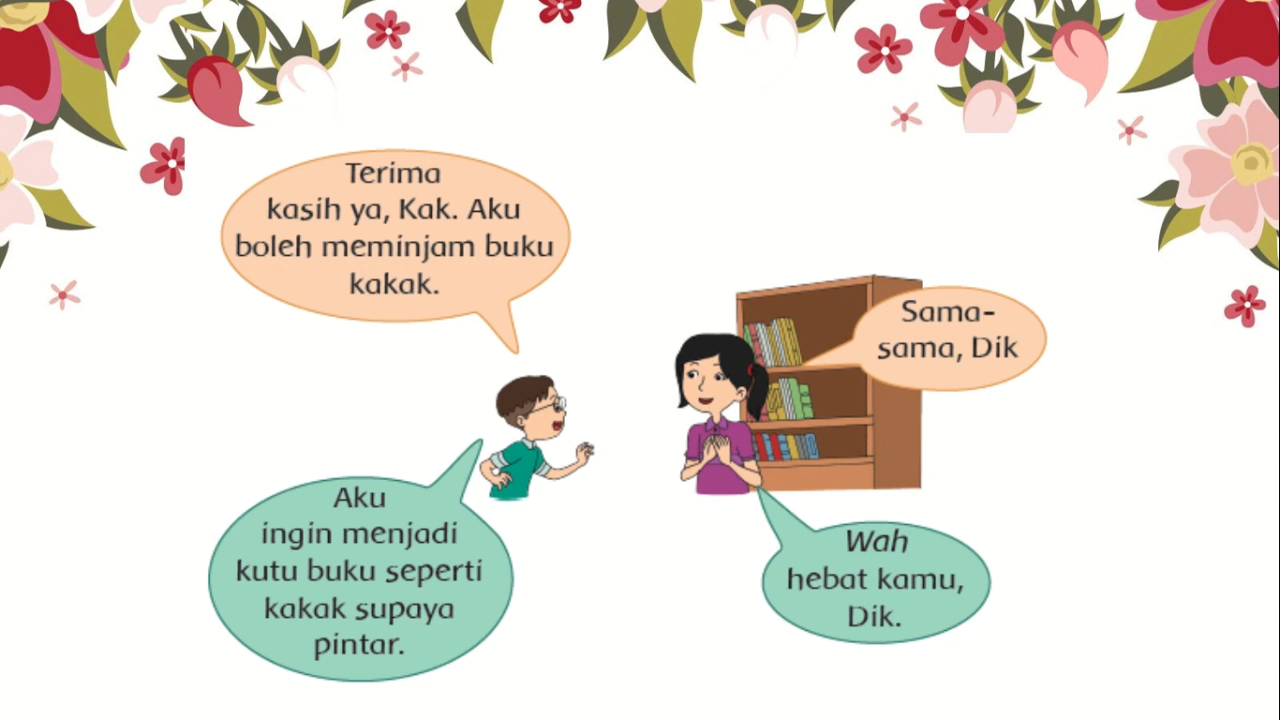 Terima
kasih ya, Kak. Aku
boleh meminjam buku
kakak.
Sama-
sama, Dik
Aku
ingin menjadi
kutu buku seperti
kakak supaya
pintar.
Wah
hebat kamu,
Dik.